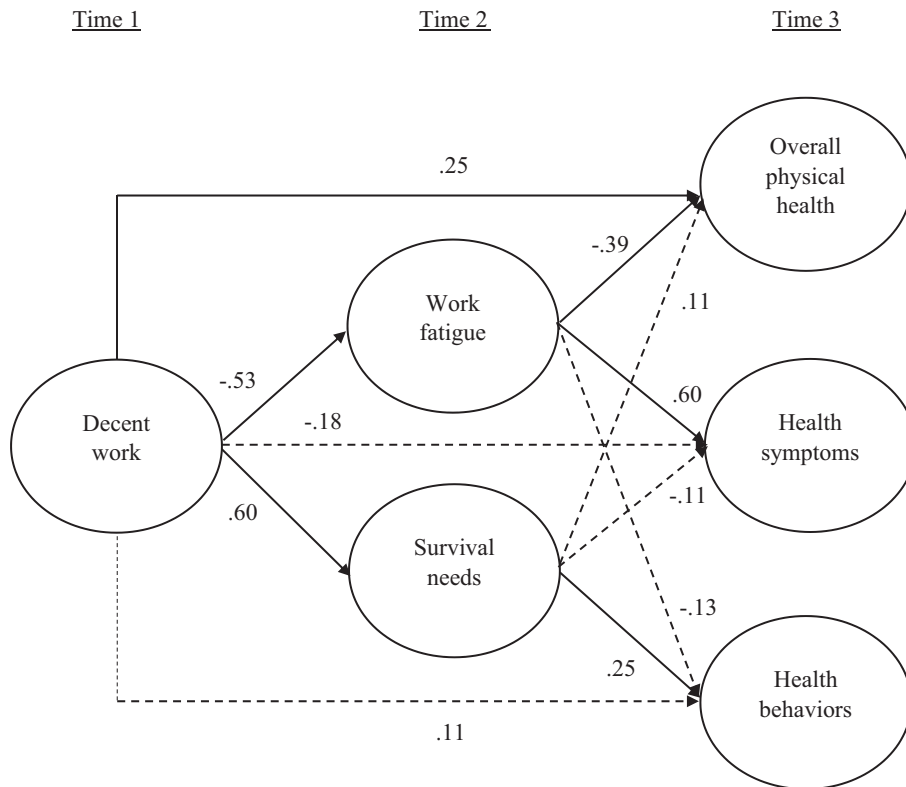 Time 1
Time 2
Time 3
Overall
physical
health
.25
-.39
Work
fatigue
.11
-.53
.60
Decent
work
-.18
Health
symptoms
.60
-.11
Survival
needs
-.13
.25
Health
behaviors
.11